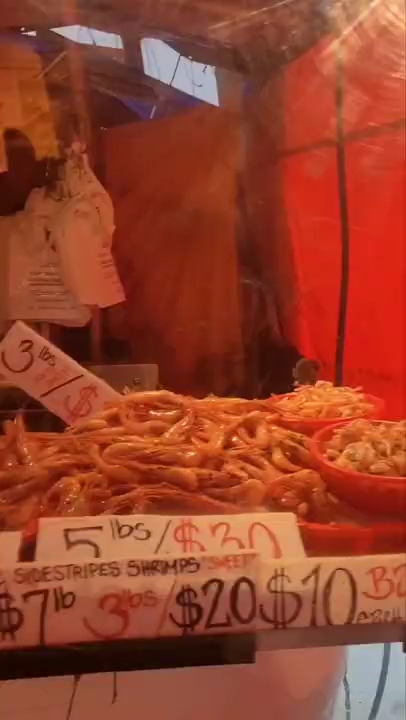 3 lbs/$
5 lbs/$30
SIDESTRIPES SHRIMPS "SWEET"
$7 lb 3 lbs/$20 $10